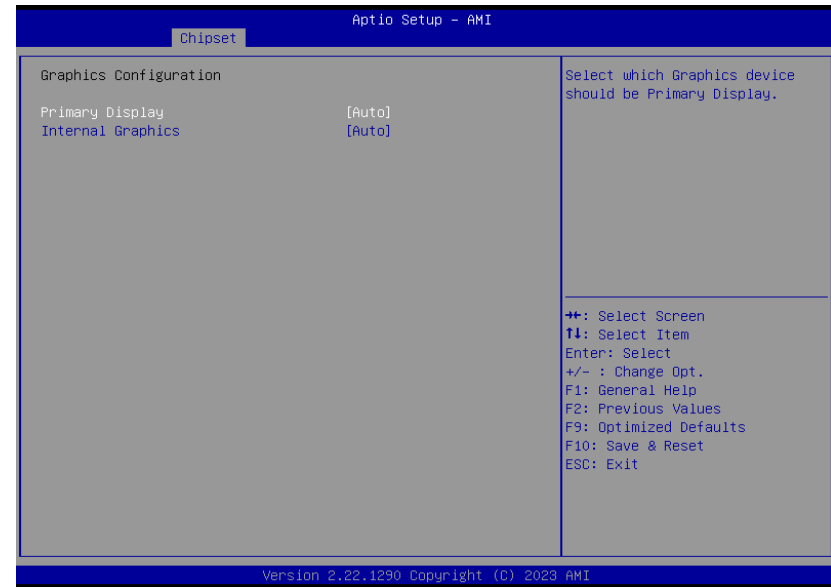 Aptio Setup - AMI
Chipset
Graphics Configuration
Primary Display [Auto]
Internal Graphics [Auto]
Select which Graphics device
should be Primary Display.
→←: Select Screen
↑↓: Select Item
Enter: Select
+/- : Change Opt.
F1: General Help
F2: Previous Values
F9: Optimized Defaults
F10: Save & Reset
ESC: Exit
Version 2.22.1290 Copyright (C) 2023 AMI